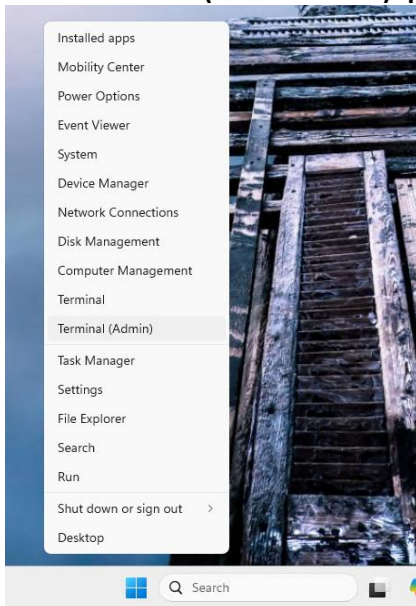 Installed apps
Mobility Center
Power Options
Event Viewer
System
Device Manager
Network Connections
Disk Management
Computer Management
Terminal
Terminal (Admin)
Task Manager
Settings
File Explorer
Search
Run
Shut down or sign out
Desktop
Search